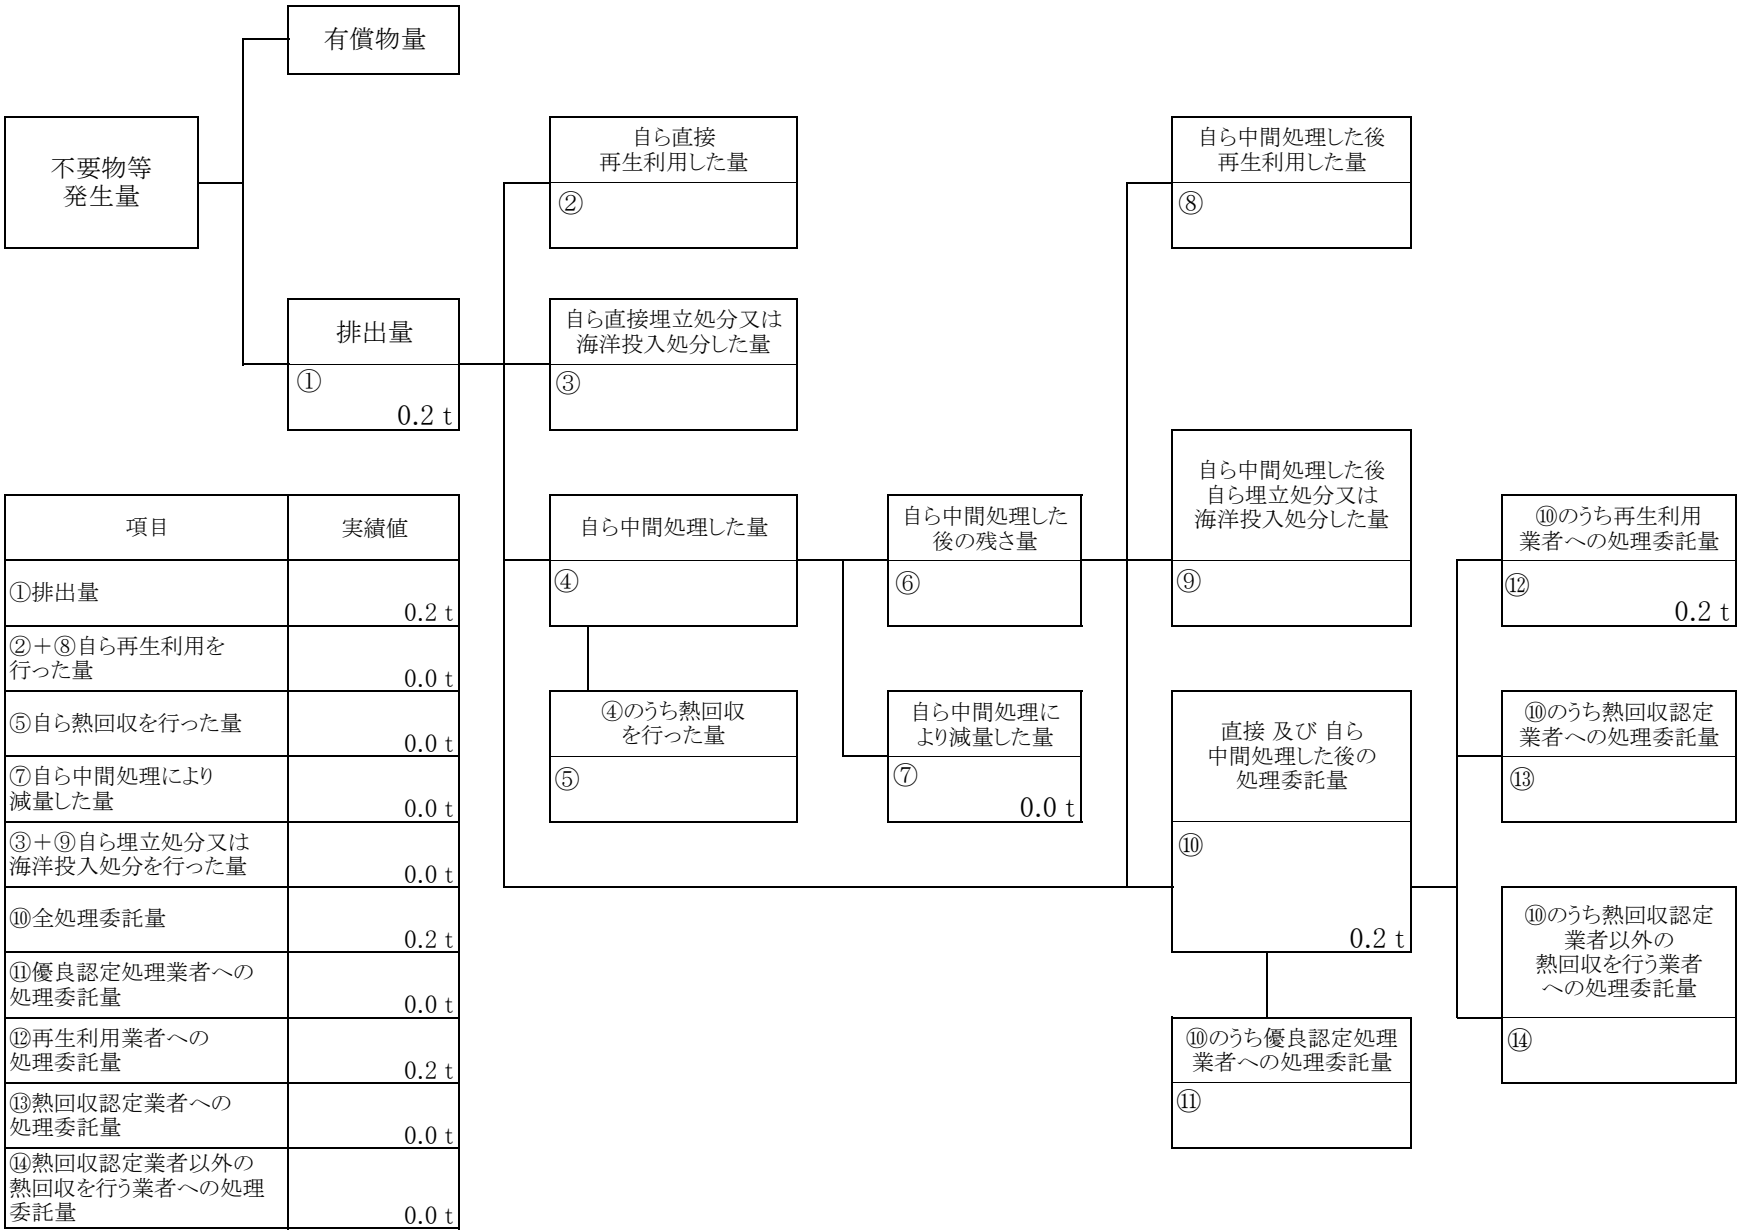 有償物量
不要物等
発生量
自ら直接
再生利用した量
②
自ら中間処理した後
再生利用した量
⑧
排出量
①
0.2 t
自ら直接埋立処分又は
海洋投入処分した量
③
自ら中間処理した量
④
自ら中間処理した
後の残さ量
⑥
自ら中間処理した後
自ら埋立処分又は
海洋投入処分した量
⑨
⑩のうち再生利用
業者への処理委託量
⑫
0.2 t
④のうち熱回収
を行った量
⑤
自ら中間処理に
より減量した量
⑦
0.0 t
直接 及び 自ら
中間処理した後の
処理委託量
⑩
0.2 t
⑩のうち熱回収認定
業者への処理委託量
⑬
⑩のうち熱回収認定
業者以外の
熱回収を行う業者
への処理委託量
⑭
⑩のうち優良認定処理
業者への処理委託量
⑪
項目 実績値
①排出量
0.2 t
②＋⑧自ら再生利用を
行った量
0.0 t
⑤自ら熱回収を行った量
0.0 t
⑦自ら中間処理により
減量した量
0.0 t
③＋⑨自ら埋立処分又は
海洋投入処分を行った量
0.0 t
⑩全処理委託量
0.2 t
⑪優良認定処理業者への
処理委託量
0.0 t
⑫再生利用業者への
処理委託量
0.2 t
⑬熱回収認定業者への
処理委託量
0.0 t
⑭熱回収認定業者以外の
熱回収を行う業者への処理
委託量
0.0 t